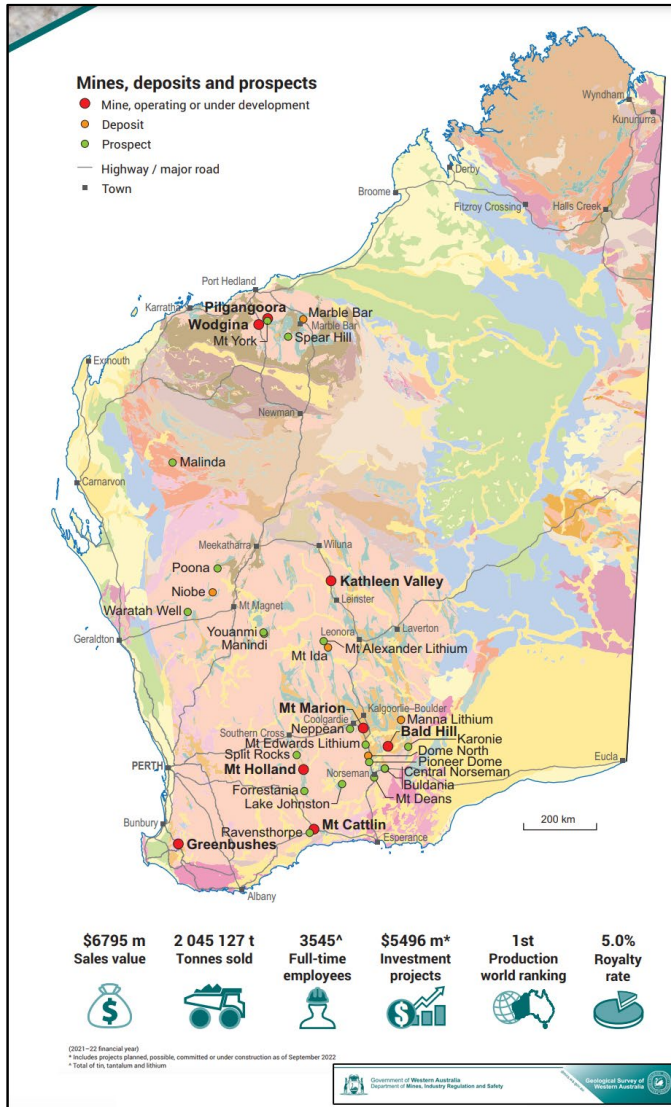 Mines, deposits and prospects
Mine, operating or under development
Deposit
Prospect
Highway / major road
Town
Wyndham
Kununurra
Derby
Broome
Fitzroy Crossing
Halls Creek
Port Hedland
Karratha
Pilgangoora
Marble Bar
Wodgina
Marble Bar
Mt York
Spear Hill
Exmouth
Newman
Malinda
Carnarvon
Meekatharra
Wiluna
Poona
Kathleen Valley
Niobe
Leinster
Mt Magnet
Waratah Well
Youanmi
Laverton
Geraldton
Manindi
Leonora
Mt Alexander Lithium
Mt Ida
Mt Marion
Kalgoorlie–Boulder
Coolgardie
Manna Lithium
Neppean
Bald Hill
Southern Cross
Karonie
Mt Edwards Lithium
Dome North
Split Rocks
Pioneer Dome
Eucla
PERTH
Mt Holland
Norseman
Central Norseman
Buldania
Forrestania
Mt Deans
Lake Johnston
Bunbury
Mt Cattlin
Ravensthorpe
200 km
Esperance
Greenbushes
Albany
$6795 m
Sales value
2 045 127 t
Tonnes sold
3545^
Full-time
employees
$5496 m*
Investment
projects
1st
Production
world ranking
5.0%
Royalty
rate
(2021–22 financial year)
* Includes projects planned, possible, committed or under construction as of September 2022
^ Total of tin, tantalum and lithium
Government of Western Australia
Department of Mines, Industry Regulation and Safety
Geological Survey of
Western Australia